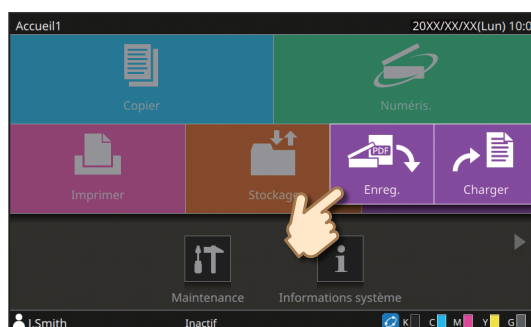 Accueil1 20XX/XX/XX(Lun) 10:0
Copier Numéris.
PDF
Imprimer Stockage Enreg. Charger
Maintenance Informations système
J.Smith Inactif K C M Y G